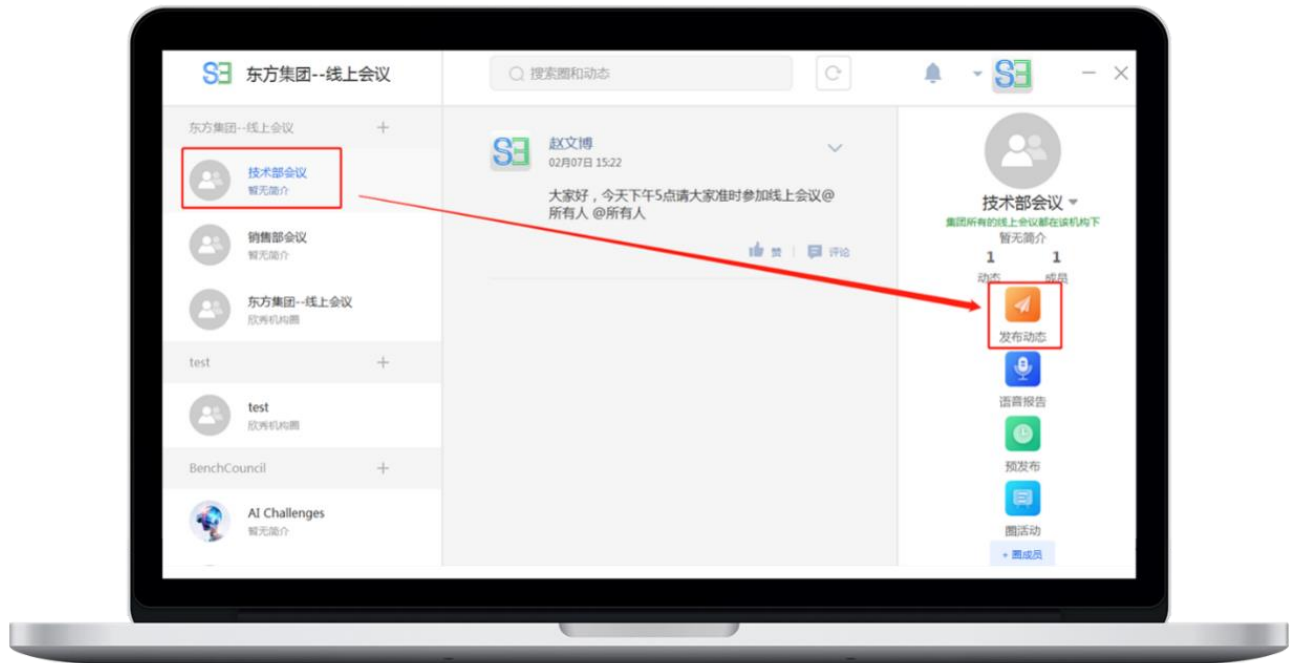 SE 东方集团--线上会议
搜索圈和动态
SE
东方集团--线上会议 +
技术部会议
暂无简介
销售部会议
暂无简介
东方集团--线上会议
欣秀机构圈
test +
test
欣秀机构圈
BenchCouncil +
AI Challenges
暂无简介
SE
赵文博
02月07日 15:22
大家好，今天下午5点请大家准时参加线上会议@
所有人 @所有人
赞 | 评论
技术部会议
集团所有的线上会议都在该机构下
暂无简介
1 1
动态 成员
发布动态
语音报告
预发布
圈活动
+ 圈成员